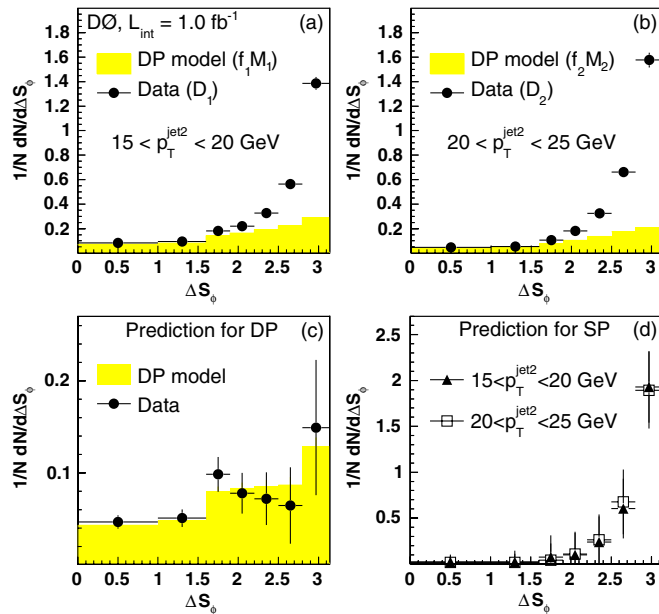 DØ, L_int = 1.0 fb^-1 (a)
DP model (f_1M_1)
Data (D_1)
15 < p_T^jet2 < 20 GeV
1/N dN/dΔS_ϕ
1.8
1.6
1.4
1.2
1
0.8
0.6
0.4
0.2
0 0.5 1 1.5 2 2.5 3
ΔS_ϕ
(b)
DP model (f_2M_2)
Data (D_2)
20 < p_T^jet2 < 25 GeV
1/N dN/dΔS_ϕ
1.8
1.6
1.4
1.2
1
0.8
0.6
0.4
0.2
0 0.5 1 1.5 2 2.5 3
ΔS_ϕ
Prediction for DP (c)
DP model
Data
1/N dN/dΔS_ϕ
0.2
0.1
0 0.5 1 1.5 2 2.5 3
ΔS_ϕ
Prediction for SP (d)
15<p_T^jet2<20 GeV
20<p_T^jet2<25 GeV
1/N dN/dΔS_ϕ
2.5
2
1.5
1
0.5
0 0.5 1 1.5 2 2.5 3
ΔS_ϕ